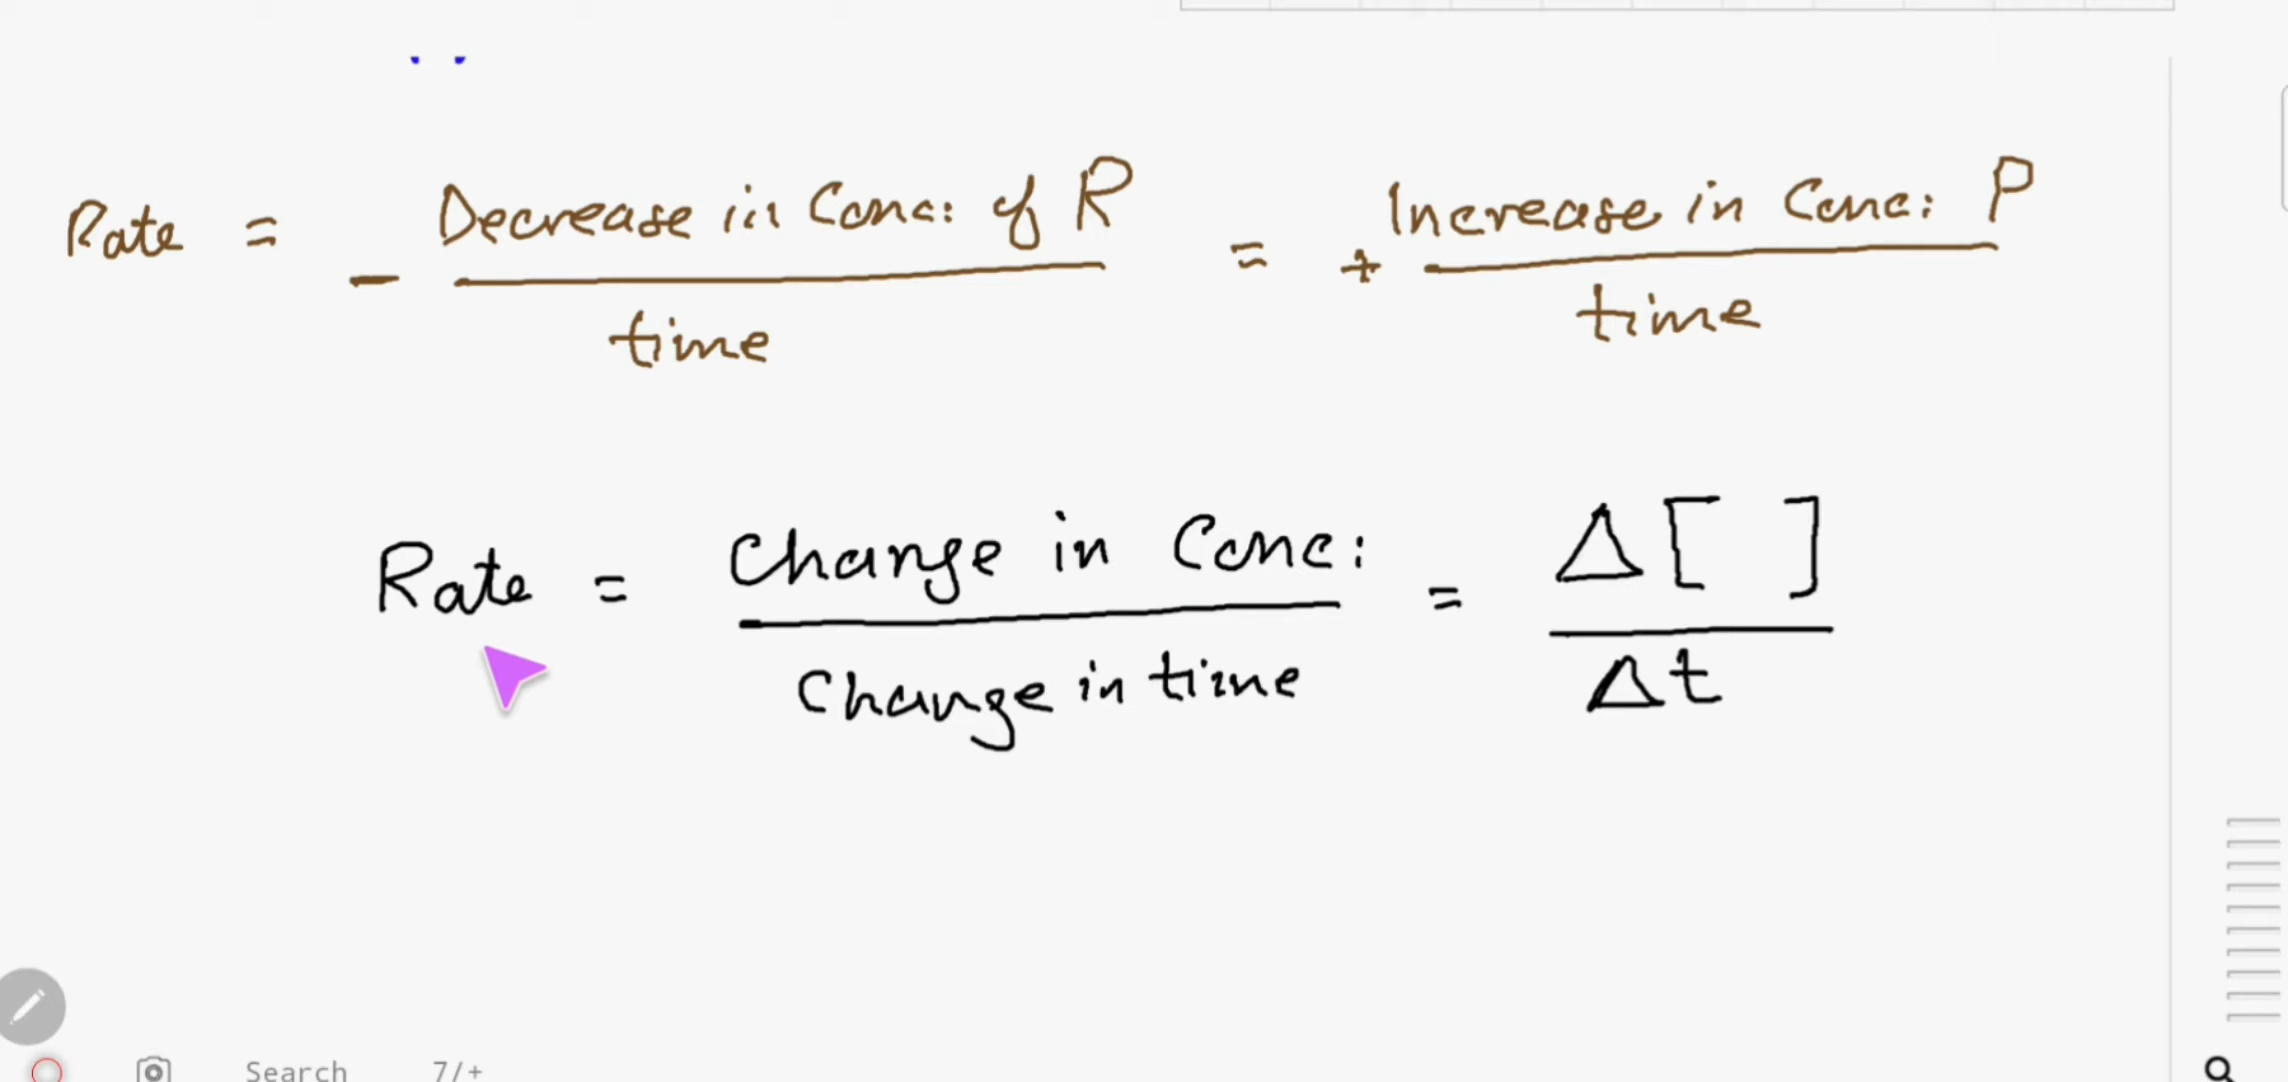 Rate = - Decrease in Conc: of R / time = + Increase in Conc: P / time
Rate = Change in Conc: / Change in time = Δ[ ] / Δt
Search 7/+